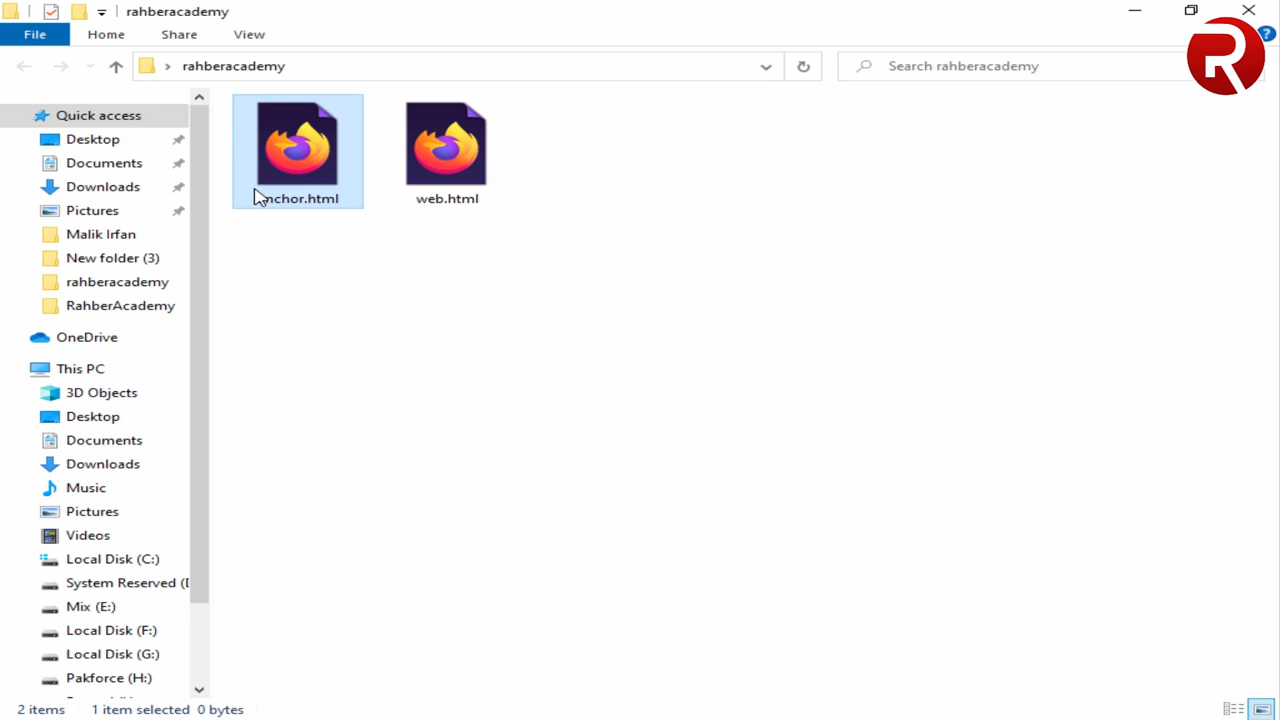 rahberacademy
File Home Share View
rahberacademy
Search rahberacademy
Quick access
Desktop
Documents
Downloads
Pictures
Malik Irfan
New folder (3)
rahberacademy
RahberAcademy
OneDrive
This PC
3D Objects
Desktop
Documents
Downloads
Music
Pictures
Videos
Local Disk (C:)
System Reserved (
Mix (E:)
Local Disk (F:)
Local Disk (G:)
Pakforce (H:)
nchor.html
web.html
2 items 1 item selected 0 bytes
R
?